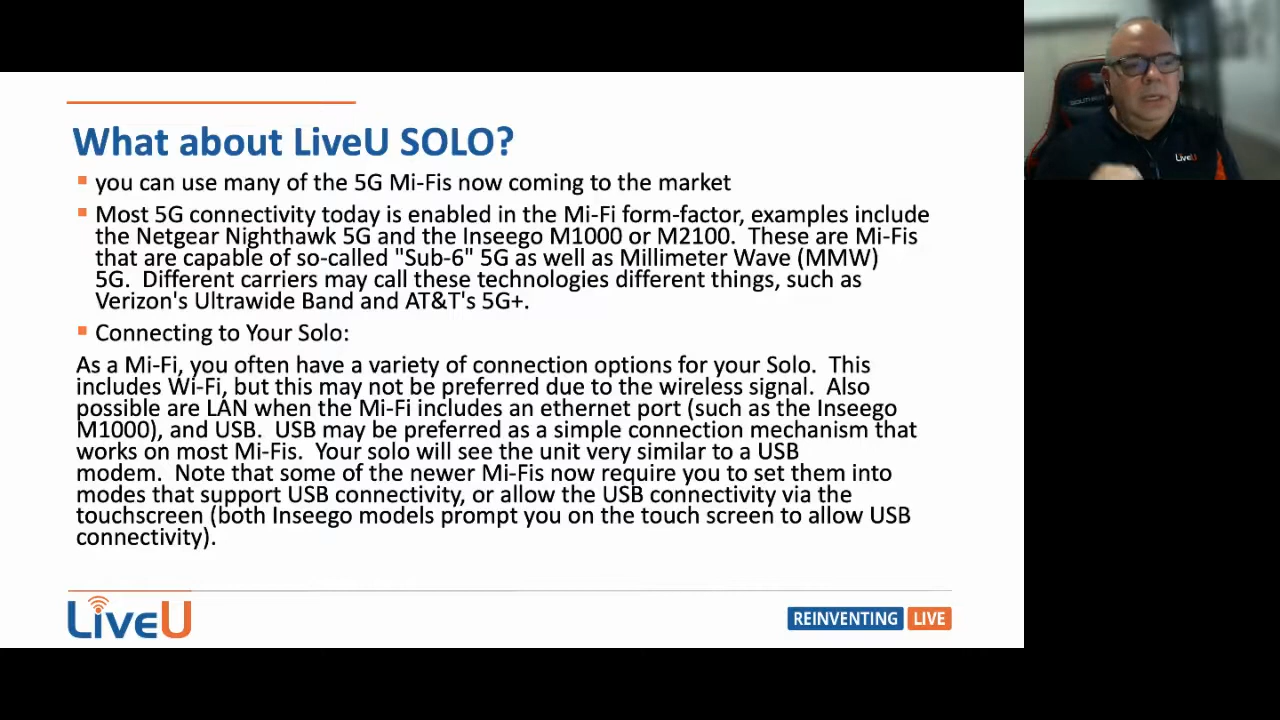 What about LiveU SOLO?
you can use many of the 5G Mi-Fis now coming to the market
Most 5G connectivity today is enabled in the Mi-Fi form-factor, examples include
the Netgear Nighthawk 5G and the Inseego M1000 or M2100.  These are Mi-Fis
that are capable of so-called "Sub-6" 5G as well as Millimeter Wave (MMW)
5G.  Different carriers may call these technologies different things, such as
Verizon's Ultrawide Band and AT&T's 5G+.
Connecting to Your Solo:
As a Mi-Fi, you often have a variety of connection options for your Solo.  This
includes Wi-Fi, but this may not be preferred due to the wireless signal.  Also
possible are LAN when the Mi-Fi includes an ethernet port (such as the Inseego
M1000), and USB.  USB may be preferred as a simple connection mechanism that
works on most Mi-Fis.  Your solo will see the unit very similar to a USB
modem.  Note that some of the newer Mi-Fis now require you to set them into
modes that support USB connectivity, or allow the USB connectivity via the
touchscreen (both Inseego models prompt you on the touch screen to allow USB
connectivity).
LiveU
REINVENTING LIVE
LiveU